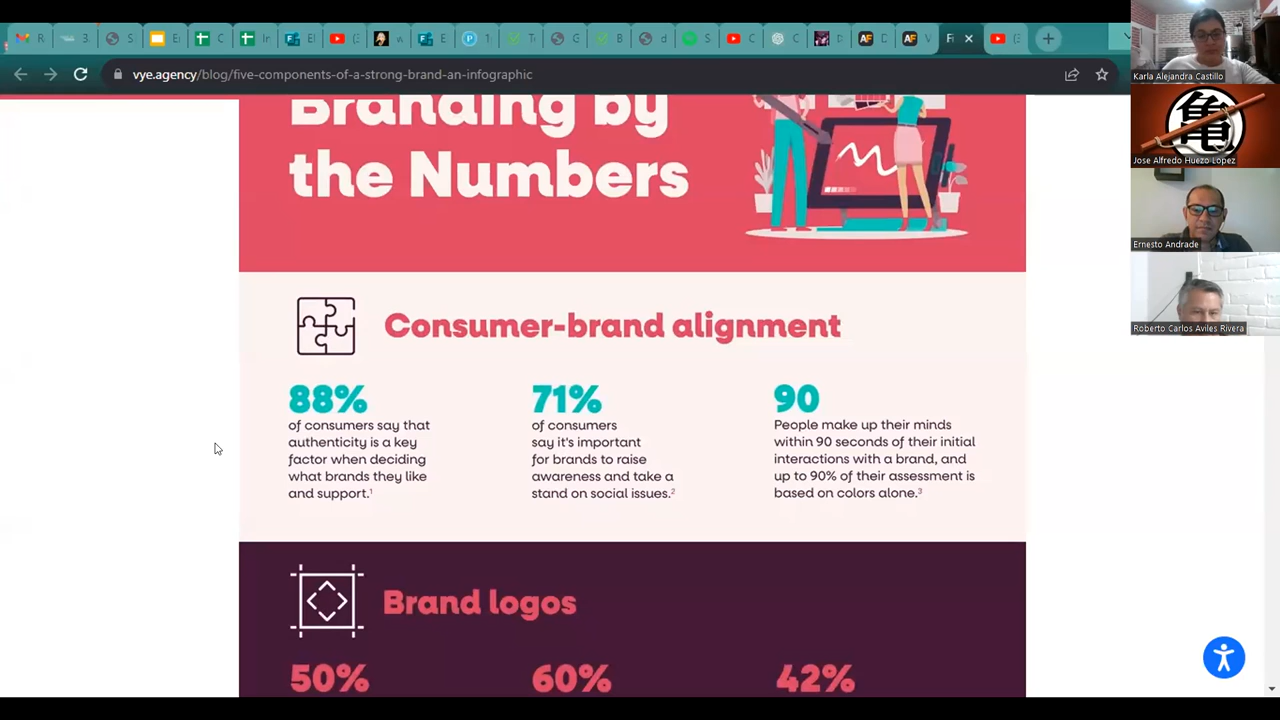 vye.agency/blog/five-components-of-a-strong-brand-an-infographic
Branding by
the Numbers
Consumer-brand alignment
88%
of consumers say that
authenticity is a key
factor when deciding
what brands they like
and support.¹
71%
of consumers
say it's important
for brands to raise
awareness and take a
stand on social issues.²
90
People make up their minds
within 90 seconds of their initial
interactions with a brand, and
up to 90% of their assessment is
based on colors alone.³
Brand logos
50%
60%
42%
Karla Alejandra Castillo
Jose Alfredo Huezo Lopez
亀
Ernesto Andrade
Roberto Carlos Aviles Rivera